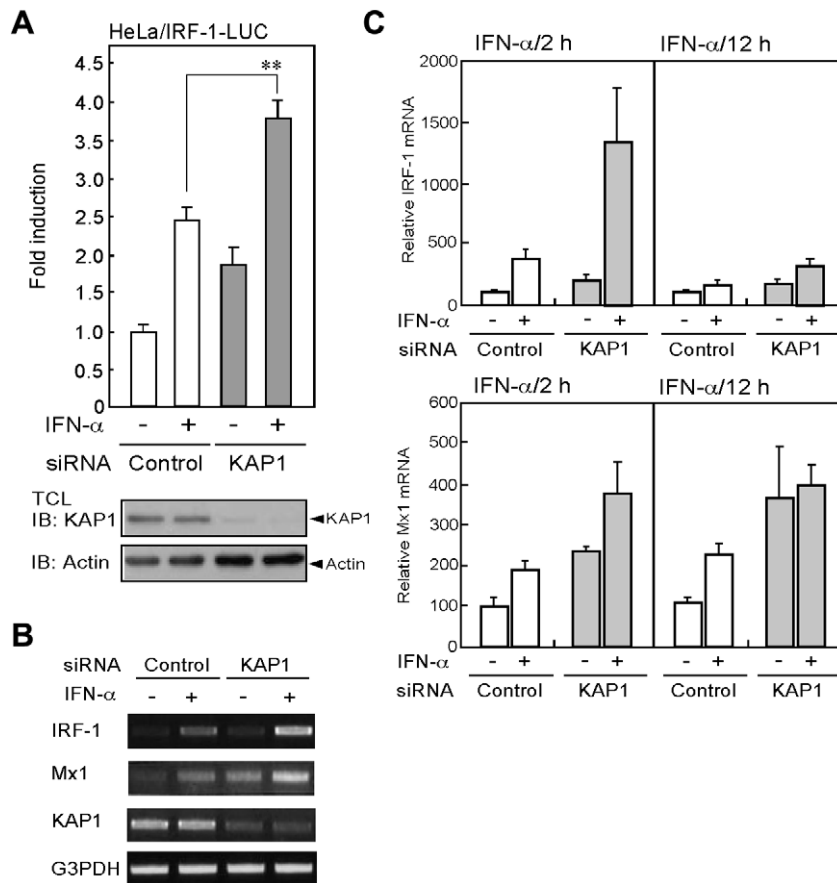 A
HeLa/IRF-1-LUC
**
4.5
4.0
3.5
3.0
2.5
2.0
1.5
1.0
0.5
0
Fold induction
IFN-α - + - +
siRNA Control KAP1
TCL
IB: KAP1 KAP1
IB: Actin Actin
B
siRNA Control KAP1
IFN-α - + - +
IRF-1
Mx1
KAP1
G3PDH
C
IFN-α/2 h IFN-α/12 h
2000
1500
1000
500
0
Relative IRF-1 mRNA
IFN-α - + - + - + - +
siRNA Control KAP1 Control KAP1
IFN-α/2 h IFN-α/12 h
600
500
400
300
200
100
0
Relative Mx1 mRNA
IFN-α - + - + - + - +
siRNA Control KAP1 Control KAP1